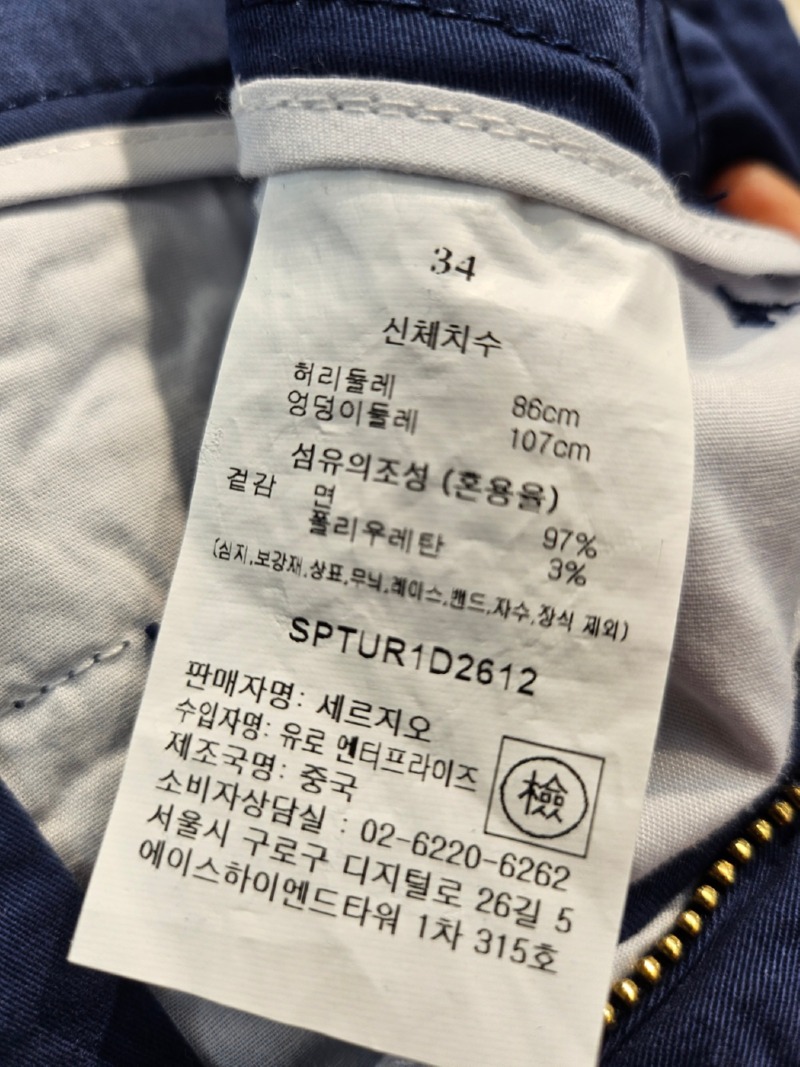 34
신체치수
허리둘레 86cm
엉덩이둘레 107cm
섬유의조성 (혼용율)
겉감 면 97%
폴리우레탄 3%
(심지,보강재,상표,무늬,레이스,밴드,자수,장식 제외)
SPTUR1D2612
판매자명: 세르지오
수입자명: 유로 엔터프라이즈
제조국명: 중국
檢
소비자상담실 : 02-6220-6262
서울시 구로구 디지털로 26길 5
에이스하이엔드타워 1차 315호